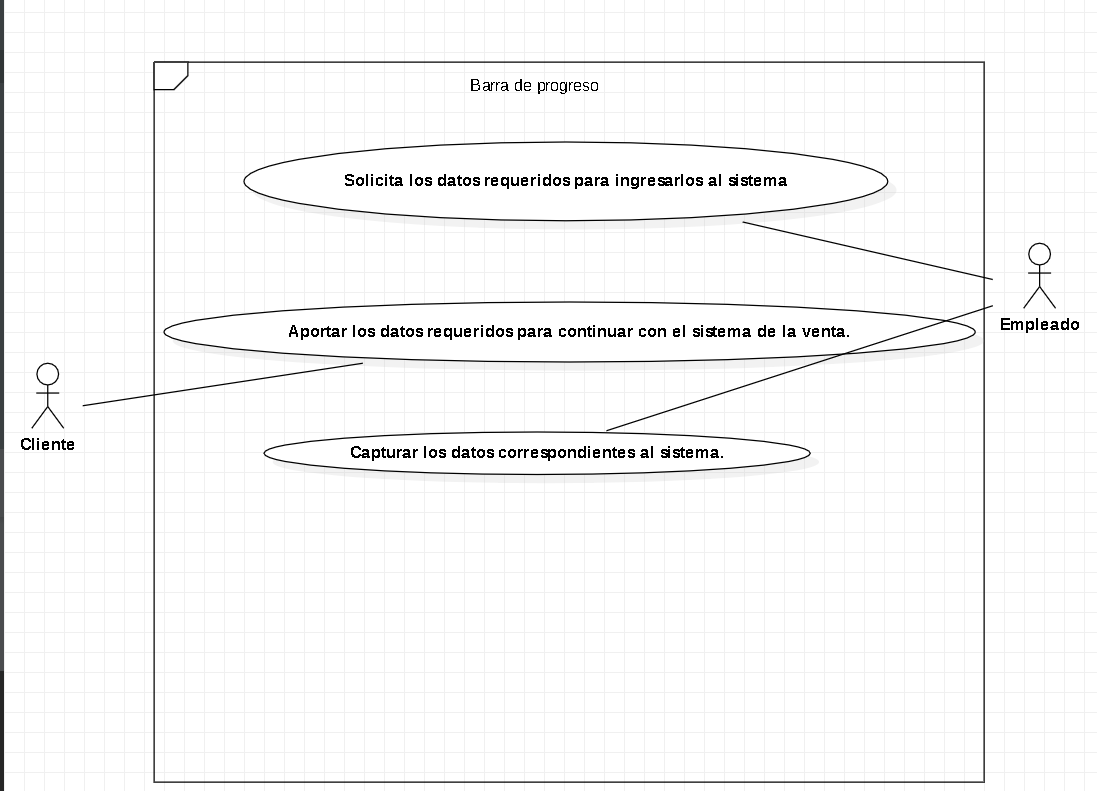 Barra de progreso
Solicita los datos requeridos para ingresarlos al sistema
Aportar los datos requeridos para continuar con el sistema de la venta.
Empleado
Cliente
Capturar los datos correspondientes al sistema.